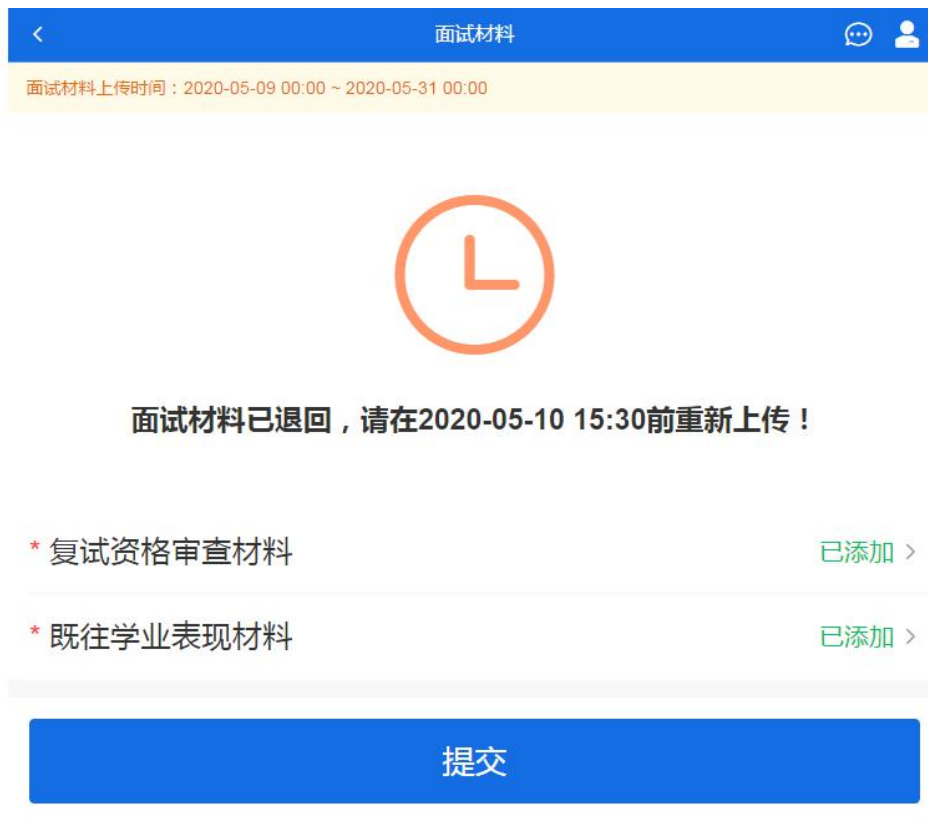 面试材料
面试材料上传时间：2020-05-09 00:00 ~ 2020-05-31 00:00
面试材料已退回，请在2020-05-10 15:30前重新上传！
* 复试资格审查材料 已添加 >
* 既往学业表现材料 已添加 >
提交